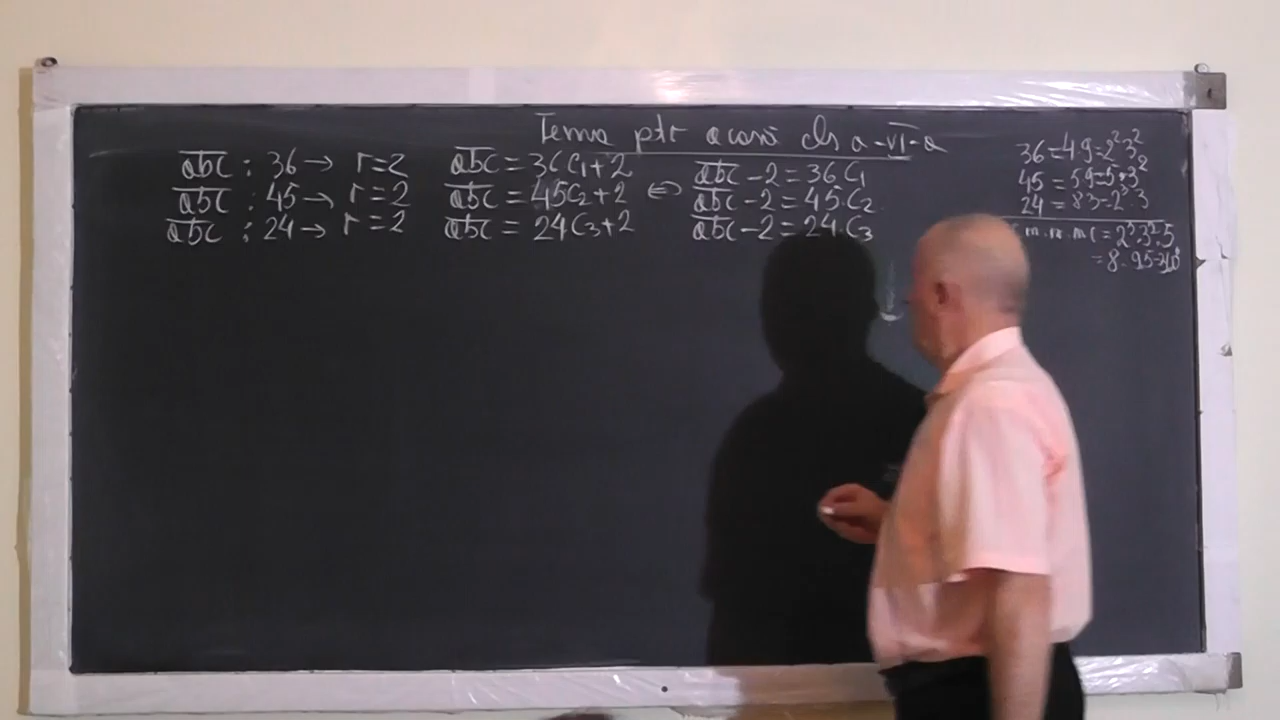 Tema ptr acasă cls a-VI-a
abc : 36 → r=2
abc : 45 → r=2
abc : 24 → r=2
abc = 36C₁+2
abc = 45C₂+2
abc = 24C₃+2
⇔
abc - 2 = 36 C₁
abc - 2 = 45·C₂
abc - 2 = 24·C₃
↓
36=4·9=2²·3²
45=5·9=5·3²
24=8·3=2³·3
c.m.m.m.c=2³·3²·5
=8·9·5=